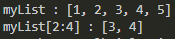 myList : [1, 2, 3, 4, 5]
myList[2:4] : [3, 4]